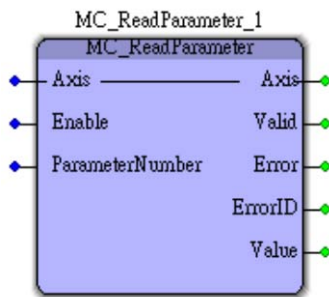 MC_ReadParameter_1
MC_ReadParameter
Axis Axis
Enable Valid
ParameterNumber Error
ErrorID
Value